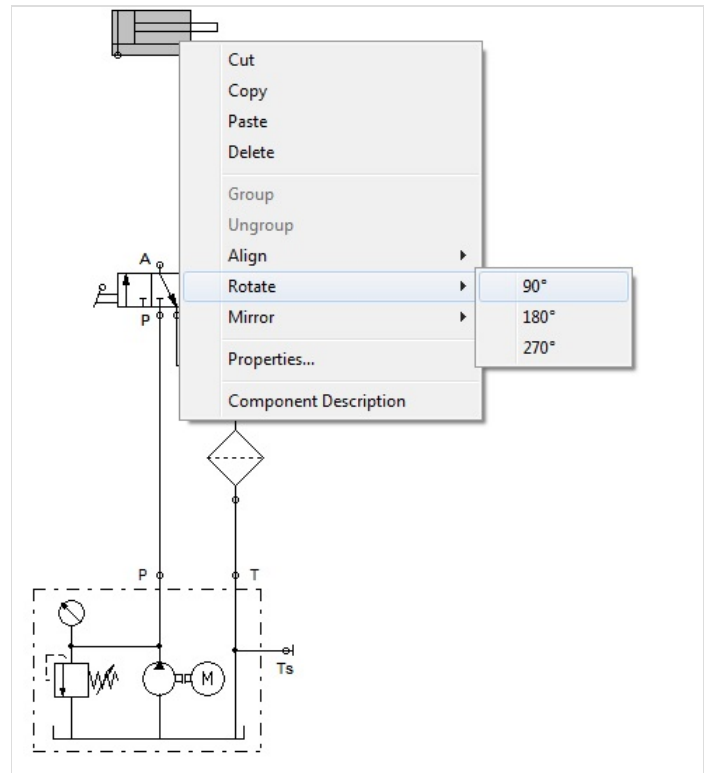 Cut
Copy
Paste
Delete
Group
Ungroup
Align
Rotate
Mirror
Properties...
Component Description
90°
180°
270°
A
P
P
T
Ts
M